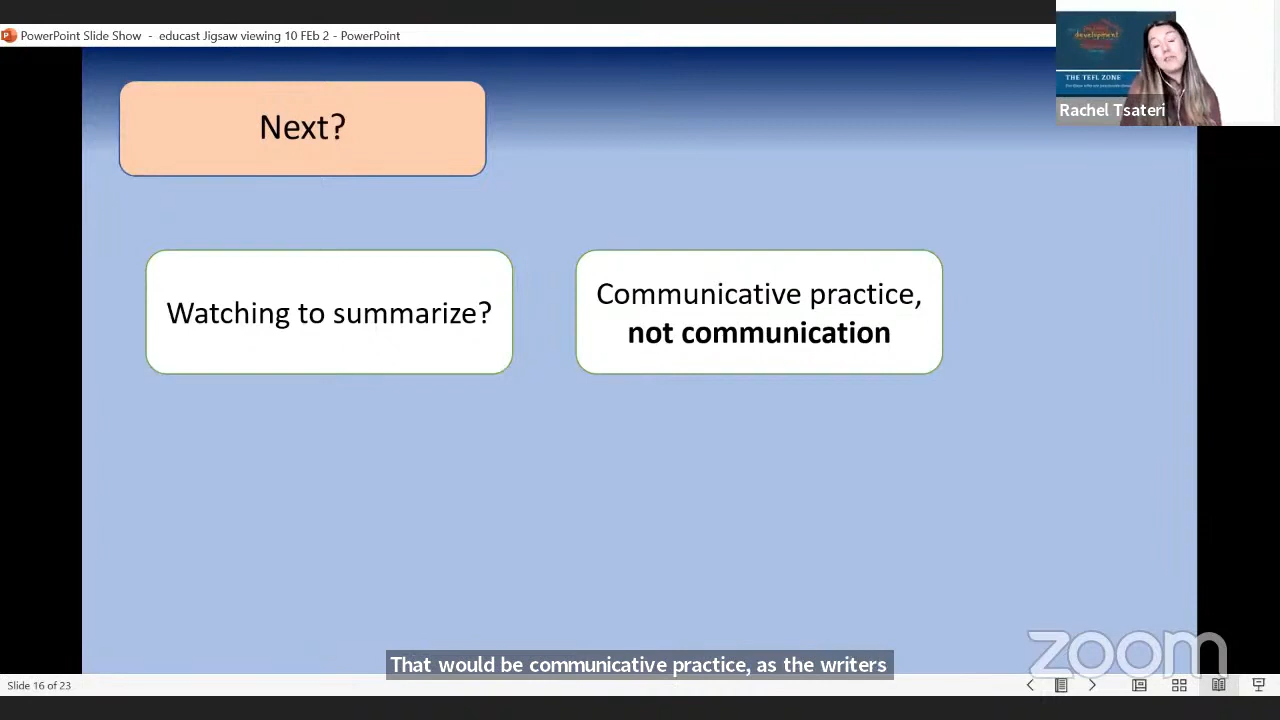 PowerPoint Slide Show - educast Jigsaw viewing 10 FEb 2 - PowerPoint
development
THE TEFL ZONE
Rachel Tsateri
Next?
Watching to summarize?
Communicative practice,
not communication
That would be communicative practice, as the writers
zoom
Slide 16 of 23